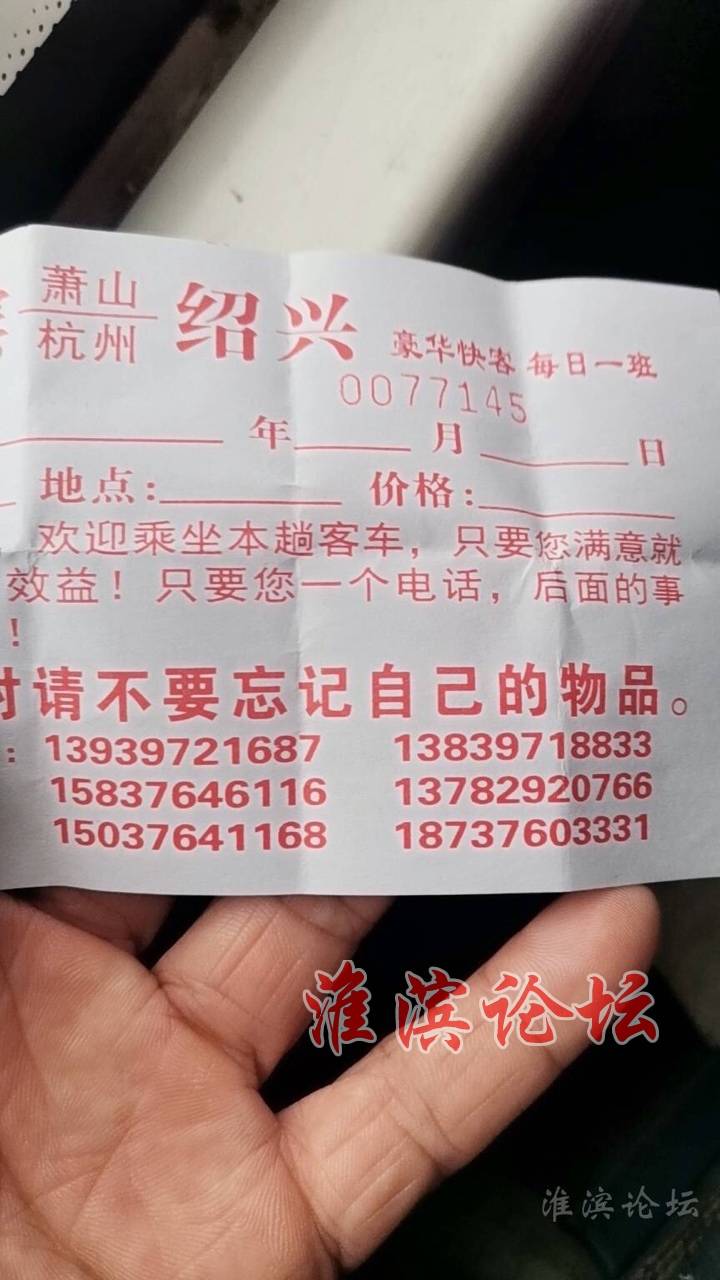 萧山
杭州
绍兴 豪华快客 每日一班
0077145
年 月 日
地点: 价格:
欢迎乘坐本趟客车，只要您满意就
效益！只要您一个电话，后面的事
！
时请不要忘记自己的物品。
: 13939721687 13839718833
15837646116 13782920766
15037641168 18737603331
淮滨论坛
淮滨论坛